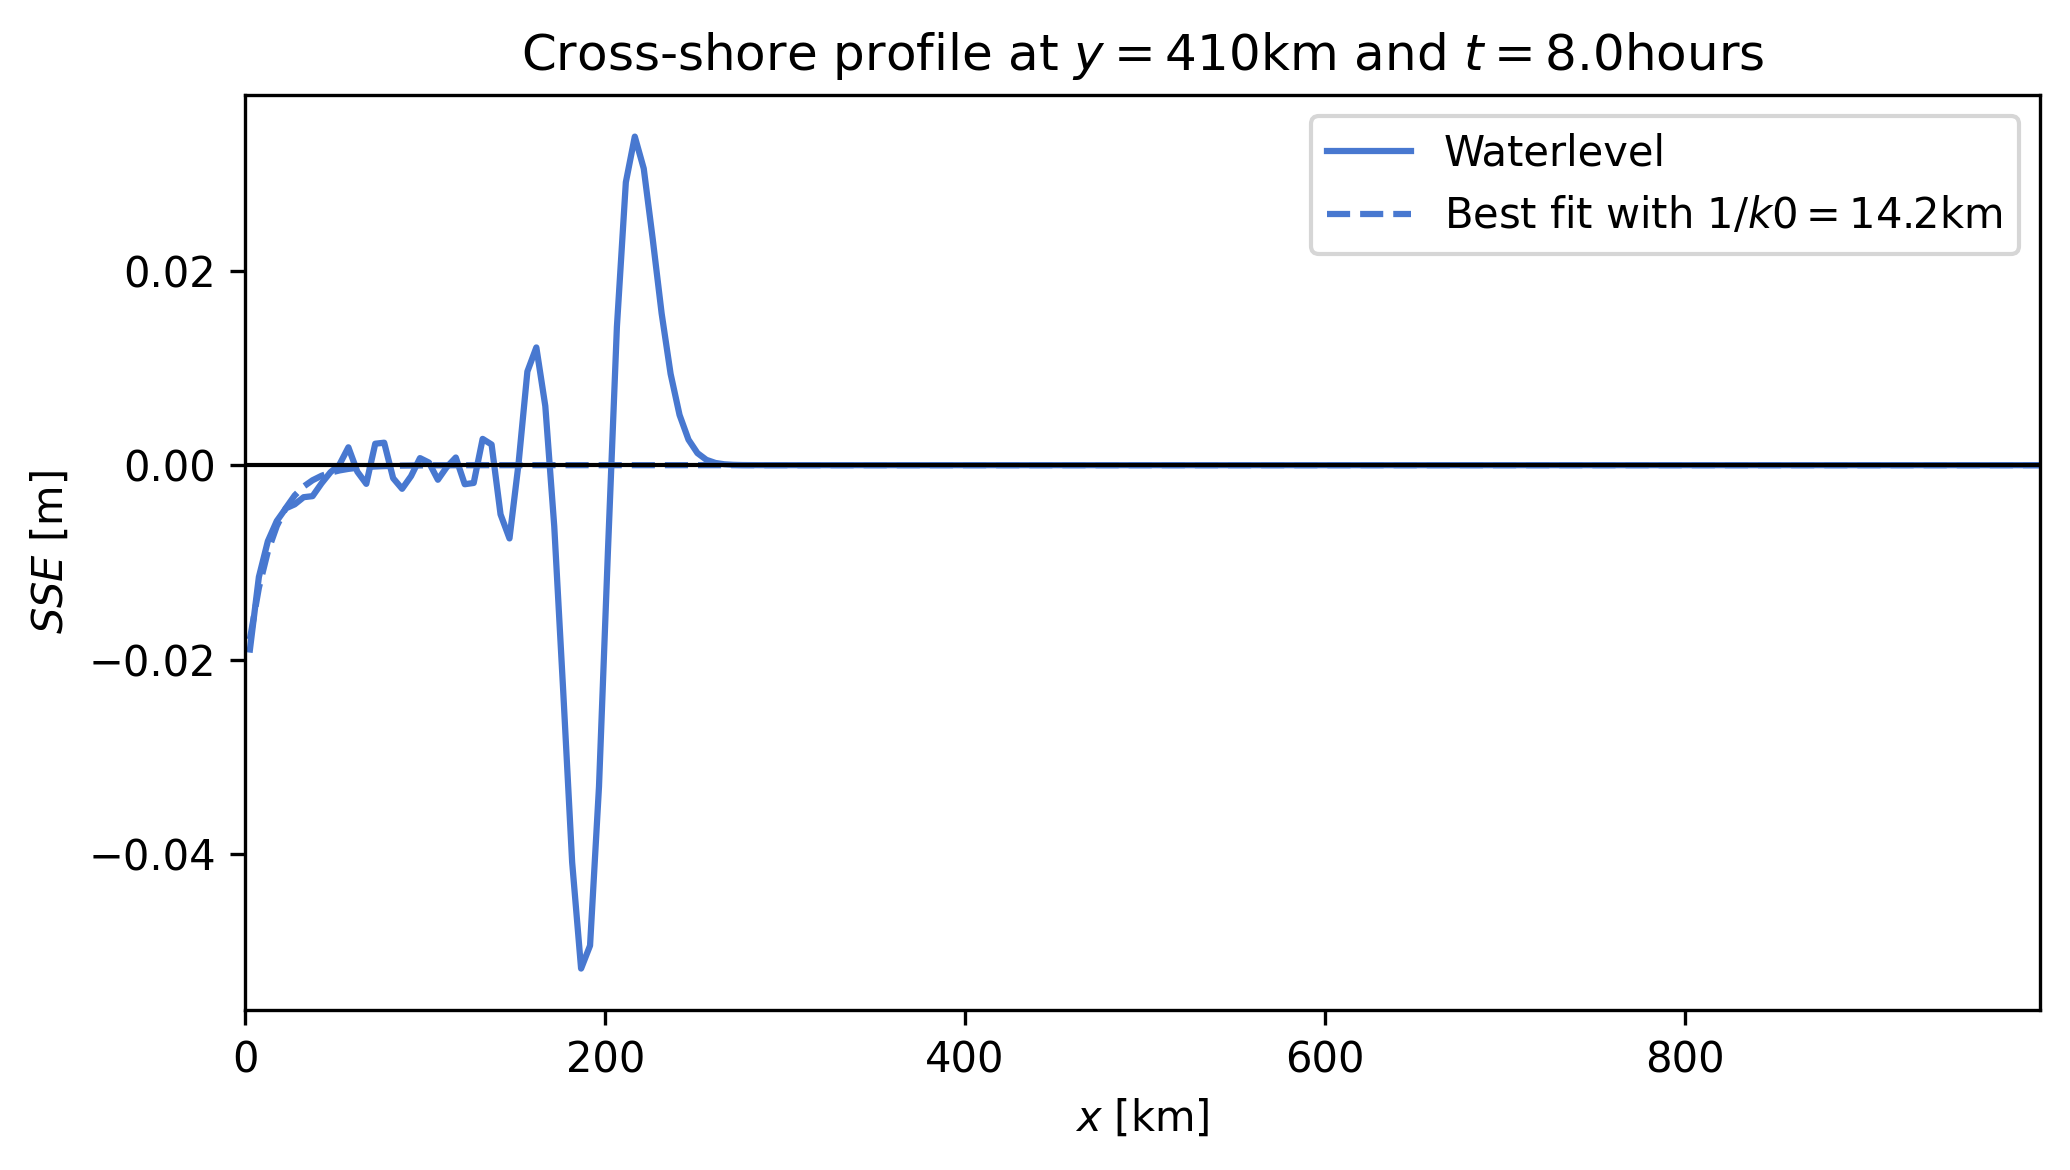 Cross-shore profile at y = 410km and t = 8.0hours
Waterlevel
Best fit with 1/k0 = 14.2km
0.02
0.00
−0.02
−0.04
SSE [m]
0
200
400
600
800
x [km]